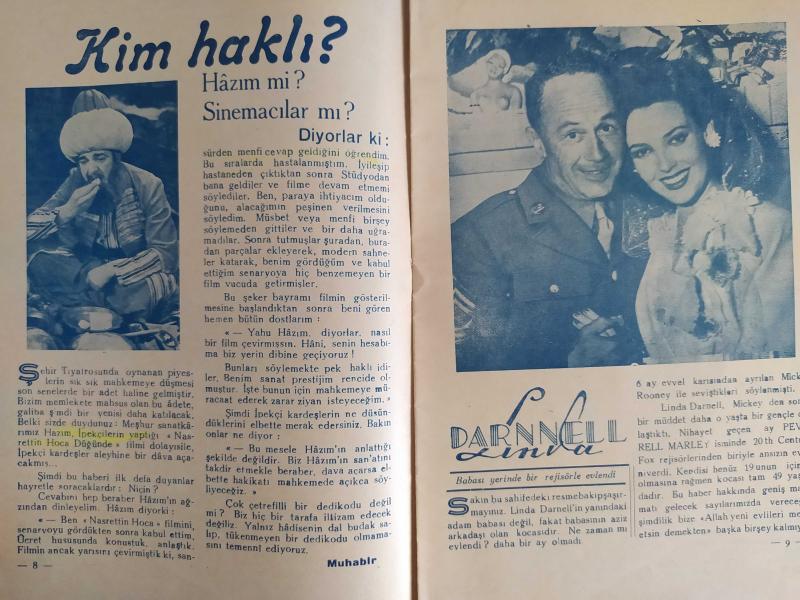 Kim haklı?
Hâzım mi?
Sinemacılar mı?
Diyorlar ki:
Şehir Tiyatrosunda oynanan piyes-
lerin sık sık mahkemeye düşmesi
son senelerde bir adet haline gelmiştir.
Bizim memlekete mahsus olan bu âdete,
galiba şimdi bir yenisi daha katılacak.
Belki sizde duydunuz: Meşhur sanatkâ-
rımız Hazım, İpekçilerin yaptığı «Nas-
rettin Hoca Düğünde» filmi dolayısile,
İpekçi kardeşler aleyhine bir dâva aça-
cakmış...
Şimdi bu haberi ilk defa duyanlar
hayretle soracaklardır: Niçin?
Cevabını hep beraber Hâzım'ın ağ-
zından dinleyelim. Hâzım diyorki:
« — Ben «Nasrettin Hoca» filmini,
senaryoyu gördükten sonra kabul ettim,
Ücret hususunda konuştuk, anlaştık.
Filmin ancak yarısını çevirmiştik ki, san-
— 8 —
sürden menfi cevap geldiğini öğrendim.
Bu sıralarda hastalanmıştım. İyileşip
hastaneden çıktıktan sonra Stüdyodan
bana geldiler ve filme devam etmemi
söylediler. Ben, paraya ihtiyacım oldu-
ğunu, alacağımın peşinen verilmesini
söyledim. Müsbet veya menfi birşey
söylemeden gittiler ve bir daha uğra-
madılar. Sonra tutmuşlar şuradan, bura-
dan parçalar ekleyerek, modern sahne-
ler katarak, benim gördüğüm ve kabul
ettiğim senaryoya hiç benzemeyen bir
film vucuda getirmişler.
Bu şeker bayramı filmin gösteril-
mesine başlandıktan sonra beni gören
hemen bütün dostlarım:
« — Yahu Hâzım, diyorlar. nasıl
bir film çevirmişsın. Hâni, senin hesabı-
ma biz yerin dibine geçiyoruz!
Bunları söylemekte pek haklı idi-
ler. Benim sanat prestijim rencide ol-
muştur. İşte bunun için mahkemeye mü-
racaat ederek zarar ziyan isteyeceğim.»
Şimdi İpekçi kardeşlerin ne düsün-
düklerini elbette merak edersiniz. Bakın
onlar ne diyor:
« — Bu mesele Hâzım'ın anlattığı
şekilde değildir. Biz Hâzım'ın san'atını
takdir etmekle beraber, dava açarsa el-
bette hakikatı mahkemede açıkca söy-
liyeceğiz.»
Çok çetrefilli bir dedikodu değil
mi? Biz hiç bir tarafa iltizam edecek
değiliz. Yalnız hâdisenin dal budak sa-
lıp, tükenmeyen bir dedikodu olmama-
sını temenni ediyoruz.
Muhabir
Linda
DARNNELL
Babası yerinde bir rejisörle evlendi
Sakın bu sahifedeki resme bakıp şaşır-
mayınız. Linda Darnell'in yanındaki
adam babası değil, fakat babasının aziz
arkadaşı olan kocasıdır. Ne zaman mı
evlendi? daha bir ay olmadı.
6 ay evvel karısından ayrılan Mick
Rooney ile seviştikleri söylenmişti.
Linda Darnell, Mickey den son
bir müddet daha o yaşta bir gençle d
laştıktı, Nihayet geçen ay PEV
RELL MARLEY isminde 20th Centu
Fox rejisörlerinden biriyle ansızın ev
niverdi. Kendisi henüz 19 unun için
olmasına rağmen kocası tam 49 yaş
dadır. Bu haber hakkında geniş ma
matı gelecek sayılarımızda verecek
şimdilik biz «Allah yeni evlileri me
etsin demekten» başka birşey kalmıy
9 —